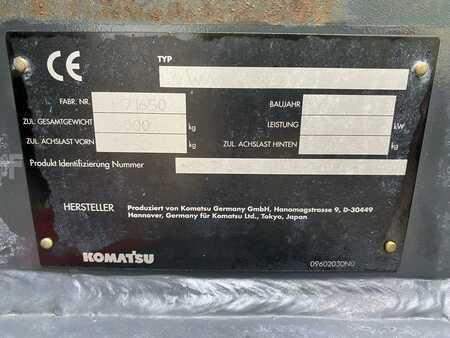 CE
TYP
FABR. NR. BAUJAHR
ZUL. GESAMTGEWICHT kg LEISTUNG kW
ZUL. ACHSLAST VORN kg ZUL. ACHSLAST HINTEN kg
Produkt Identifizierung Nummer
HERSTELLER Produziert von Komatsu Germany GmbH, Hanomagstrasse 9, D-30449
Hannover, Germany für Komatsu Ltd., Tokyo, Japan
KOMATSU 09602030N0